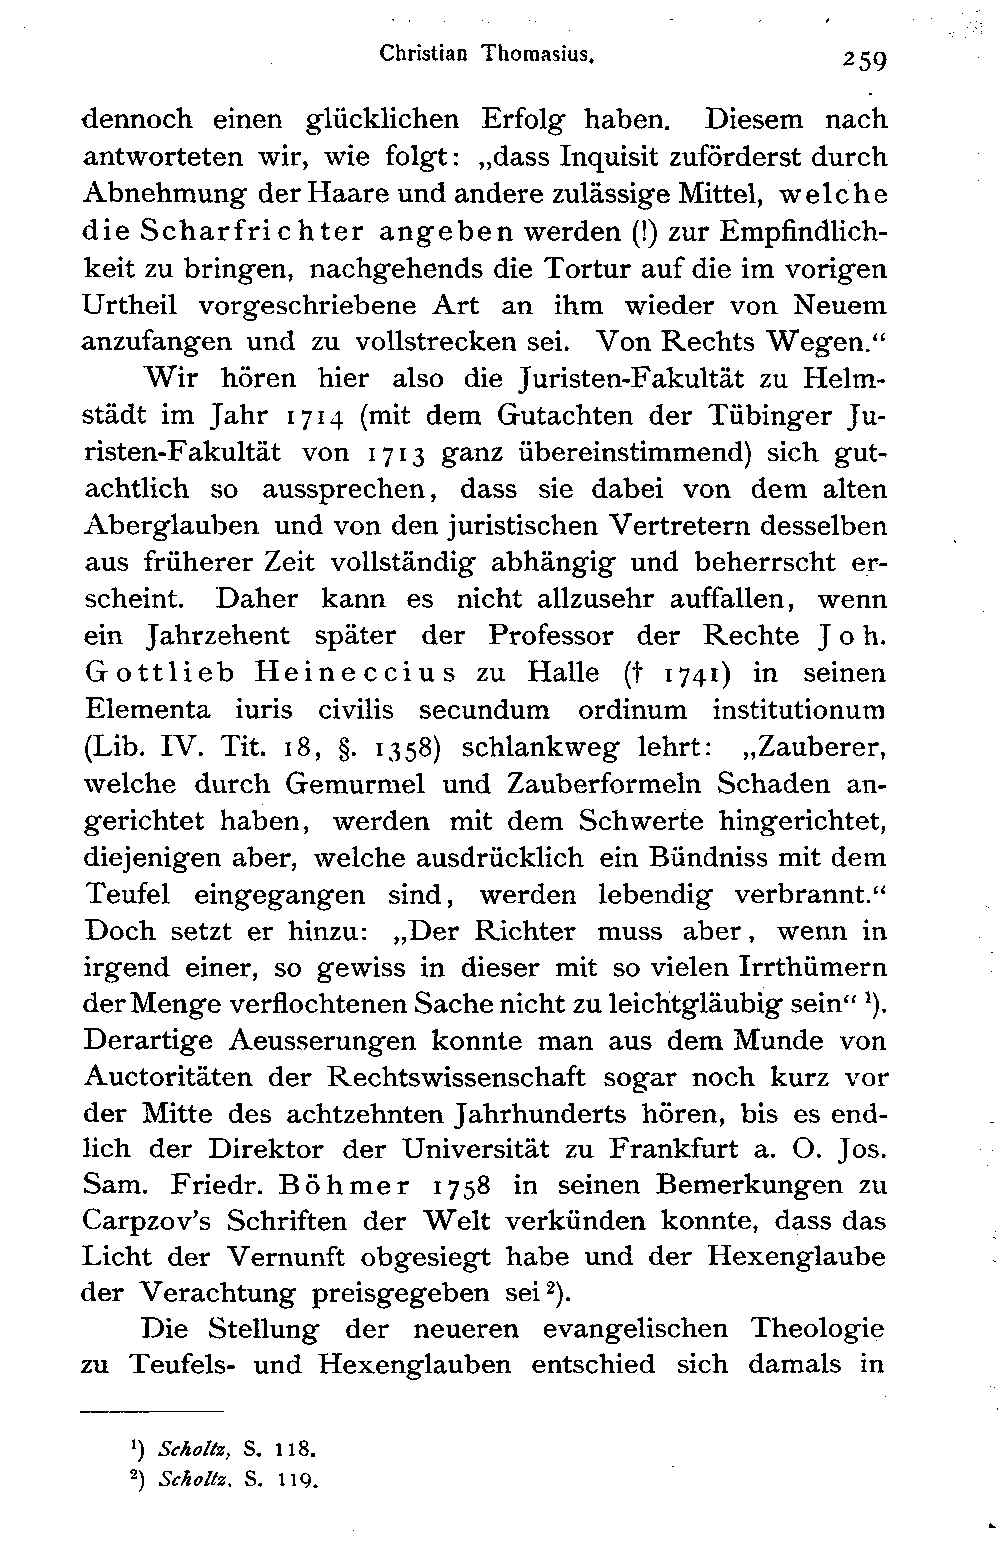 Christian Thomasius. 259
dennoch einen glücklichen Erfolg haben. Diesem nach
antworteten wir, wie folgt: „dass Inquisit zuförderst durch
Abnehmung der Haare und andere zulässige Mittel, welche
die Scharfrichter angeben werden (!) zur Empfindlich-
keit zu bringen, nachgehends die Tortur auf die im vorigen
Urtheil vorgeschriebene Art an ihm wieder von Neuem
anzufangen und zu vollstrecken sei. Von Rechts Wegen.“
Wir hören hier also die Juristen-Fakultät zu Helm-
städt im Jahr 1714 (mit dem Gutachten der Tübinger Ju-
risten-Fakultät von 1713 ganz übereinstimmend) sich gut-
achtlich so aussprechen, dass sie dabei von dem alten
Aberglauben und von den juristischen Vertretern desselben
aus früherer Zeit vollständig abhängig und beherrscht er-
scheint. Daher kann es nicht allzusehr auffallen, wenn
ein Jahrzehent später der Professor der Rechte Joh.
Gottlieb Heineccius zu Halle († 1741) in seinen
Elementa iuris civilis secundum ordinum institutionum
(Lib. IV. Tit. 18, §. 1358) schlankweg lehrt: „Zauberer,
welche durch Gemurmel und Zauberformeln Schaden an-
gerichtet haben, werden mit dem Schwerte hingerichtet,
diejenigen aber, welche ausdrücklich ein Bündniss mit dem
Teufel eingegangen sind, werden lebendig verbrannt.“
Doch setzt er hinzu: „Der Richter muss aber, wenn in
irgend einer, so gewiss in dieser mit so vielen Irrthümern
der Menge verflochtenen Sache nicht zu leichtgläubig sein“ ¹).
Derartige Aeusserungen konnte man aus dem Munde von
Auctoritäten der Rechtswissenschaft sogar noch kurz vor
der Mitte des achtzehnten Jahrhunderts hören, bis es end-
lich der Direktor der Universität zu Frankfurt a. O. Jos.
Sam. Friedr. Böhmer 1758 in seinen Bemerkungen zu
Carpzov's Schriften der Welt verkünden konnte, dass das
Licht der Vernunft obgesiegt habe und der Hexenglaube
der Verachtung preisgegeben sei ²).
Die Stellung der neueren evangelischen Theologie
zu Teufels- und Hexenglauben entschied sich damals in
¹) Scholtz, S. 118.
²) Scholtz, S. 119.